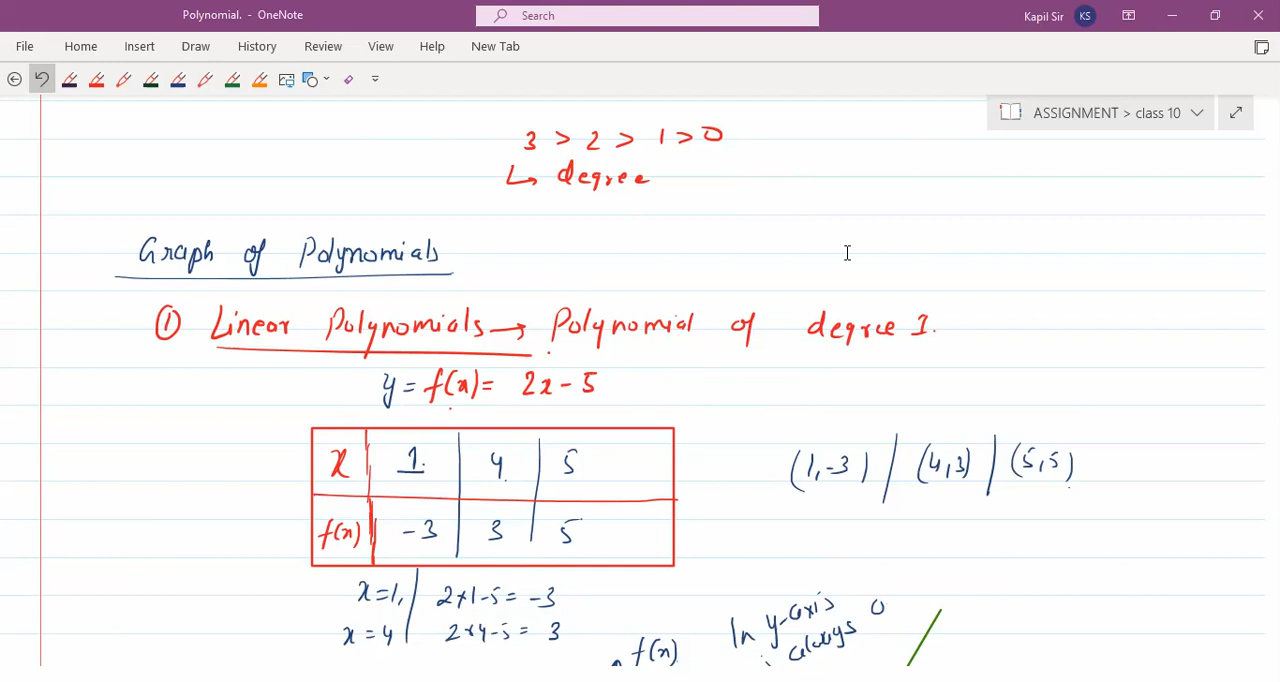 Polynomial. - OneNote
Search
Kapil Sir KS
File Home Insert Draw History Review View Help New Tab
ASSIGNMENT > class 10
3 > 2 > 1 > 0
↳ degree
Graph of Polynomials
① Linear Polynomials → Polynomial of degree 1.
y = f(x) = 2x - 5
x 1. 4 5
(1,-3) / (4,3) / (5,5)
f(x) -3 3 5
x=1, 2×1-5 = -3
x=4 2×4-5 = 3
f(x)
In y-axis 0
always